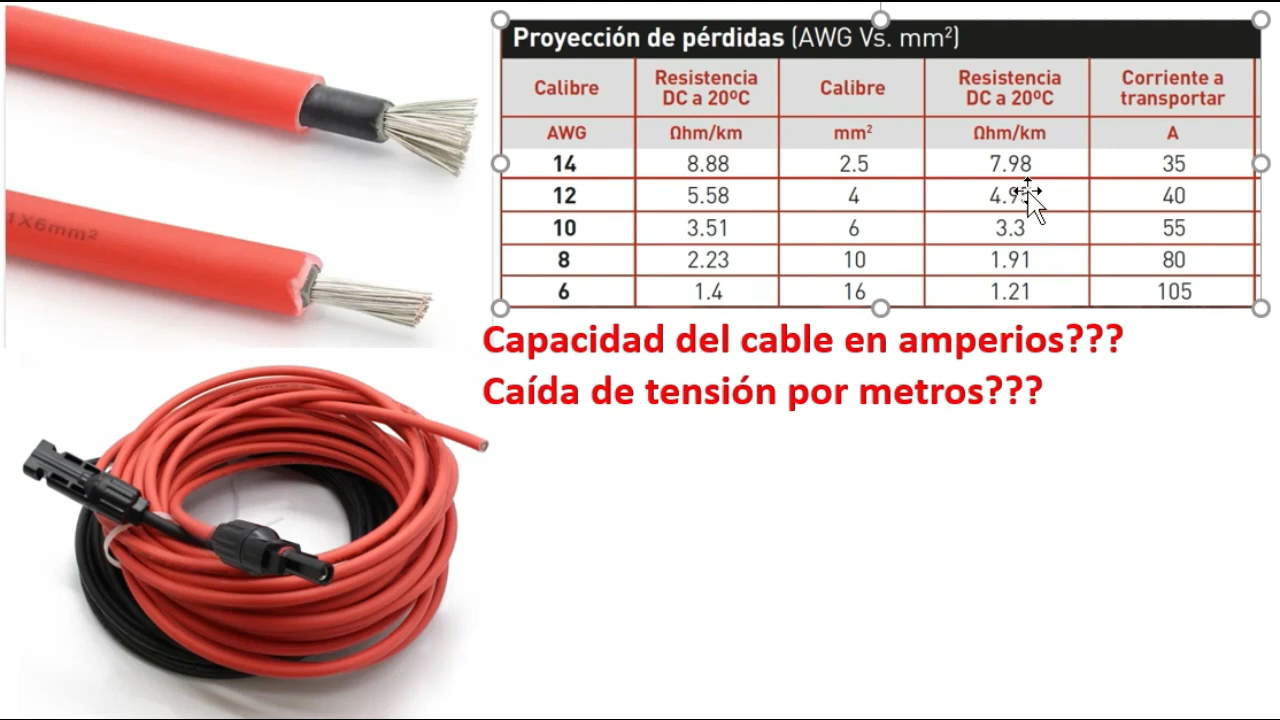 1X6mm²
Proyección de pérdidas (AWG Vs. mm²)
Calibre Resistencia DC a 20ºC Calibre Resistencia DC a 20ºC Corriente a transportar
AWG Ωhm/km mm² Ωhm/km A
14 8.88 2.5 7.98 35
12 5.58 4 40
10 3.51 6 3.3 55
8 2.23 10 1.91 80
6 1.4 16 1.21 105
Capacidad del cable en amperios???
Caída de tensión por metros???